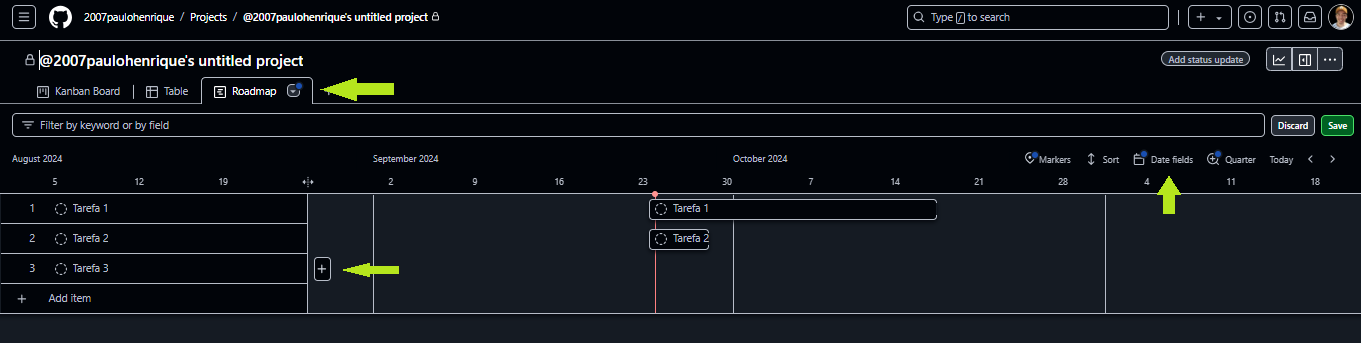 2007paulohenrique / Projects / @2007paulohenrique's untitled project
Type / to search
@2007paulohenrique's untitled project
Add status update
Kanban Board
Table
Roadmap
Filter by keyword or by field
Discard
Save
August 2024
September 2024
October 2024
Markers
Sort
Date fields
Quarter
Today
5 12 19 2 9 16 23 30 7 14 21 28 4 11 18
1 Tarefa 1
Tarefa 1
2 Tarefa 2
Tarefa 2
3 Tarefa 3
+
+ Add item